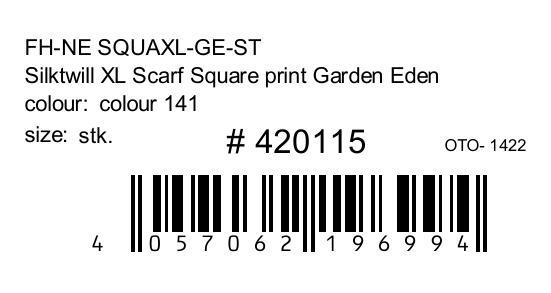 FH-NE SQUAXL-GE-ST
Silktwill XL Scarf Square print Garden Eden
colour: colour 141
size: stk. # 420115 OTO- 1422
4 057062 196994